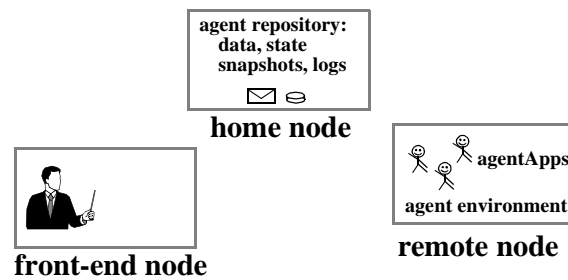 agent repository:
data, state
snapshots, logs
home node
agentApps
agent environment
front-end node
remote node